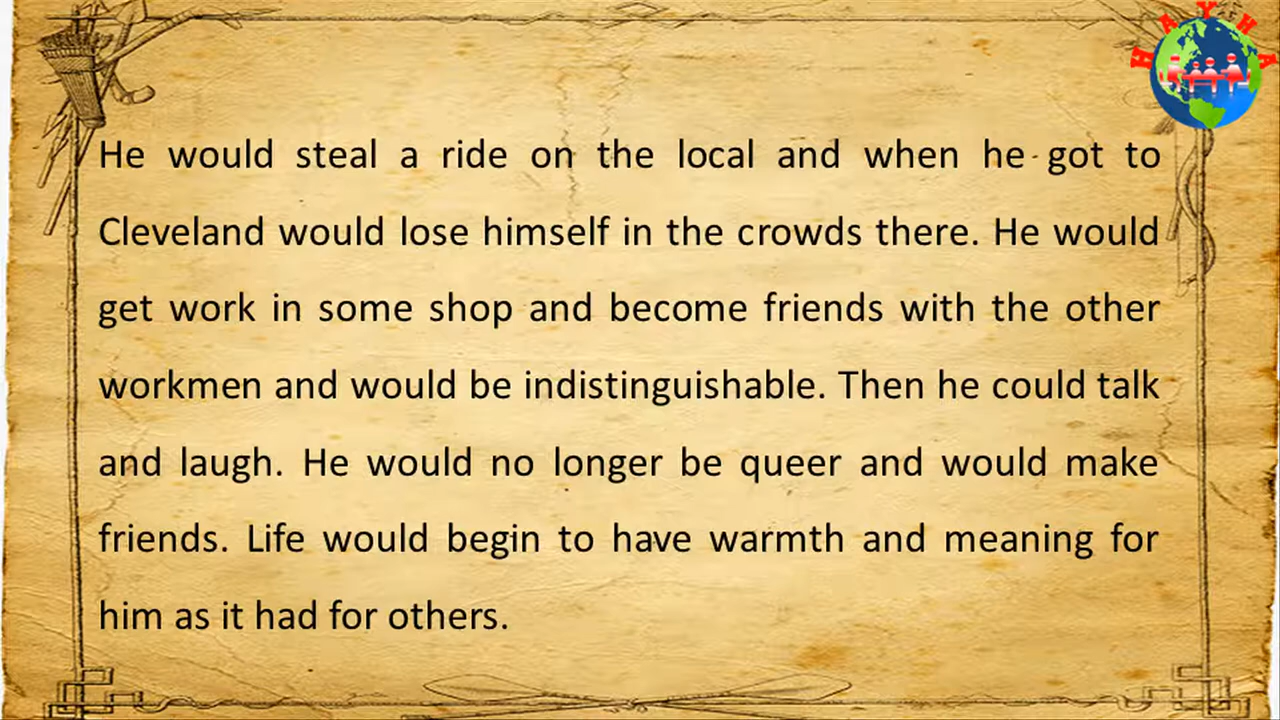 HAYHA
He would steal a ride on the local and when he got to
Cleveland would lose himself in the crowds there. He would
get work in some shop and become friends with the other
workmen and would be indistinguishable. Then he could talk
and laugh. He would no longer be queer and would make
friends. Life would begin to have warmth and meaning for
him as it had for others.